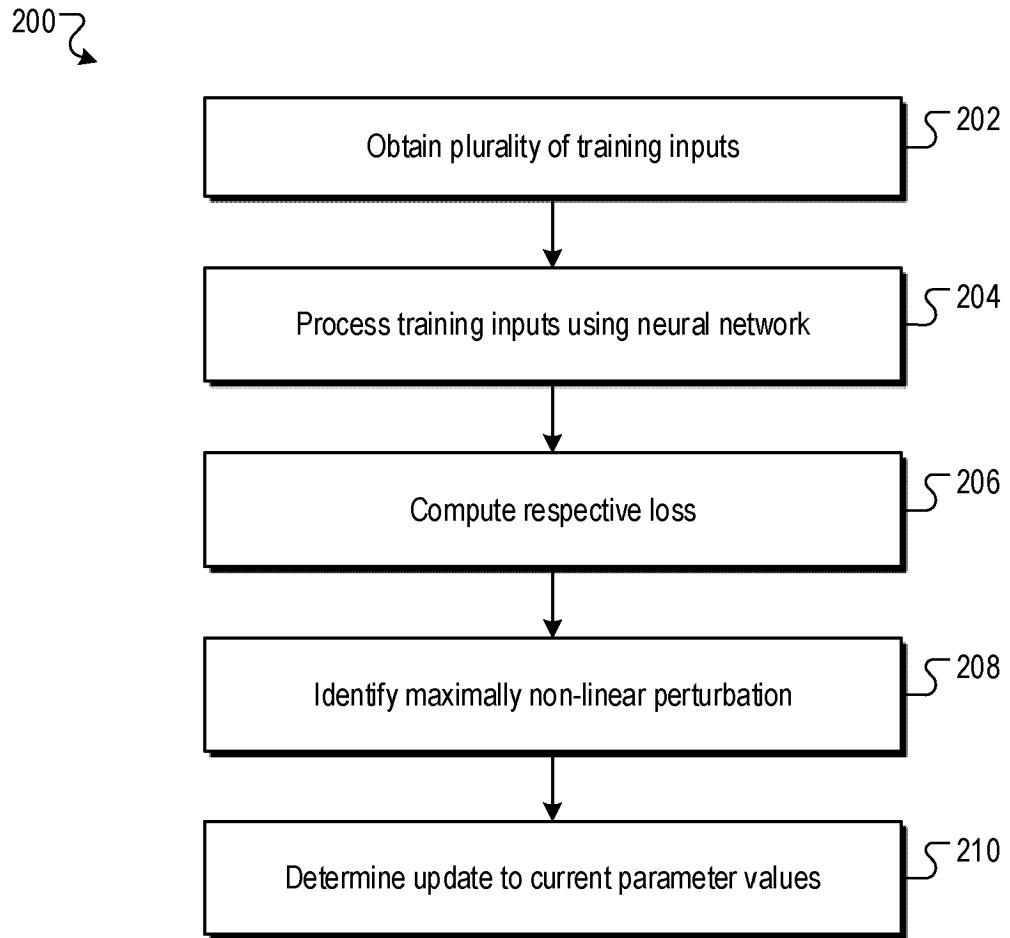 200
Obtain plurality of training inputs
202
Process training inputs using neural network
204
Compute respective loss
206
Identify maximally non-linear perturbation
208
Determine update to current parameter values
210